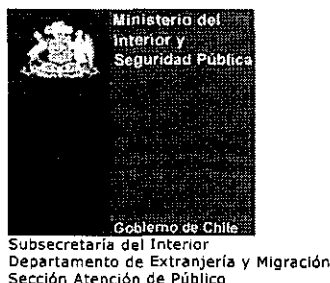 Ministerio del
Interior y
Seguridad Pública
Gobierno de Chile
Subsecretaría del Interior
Departamento de Extranjería y Migración
Sección Atención de Público